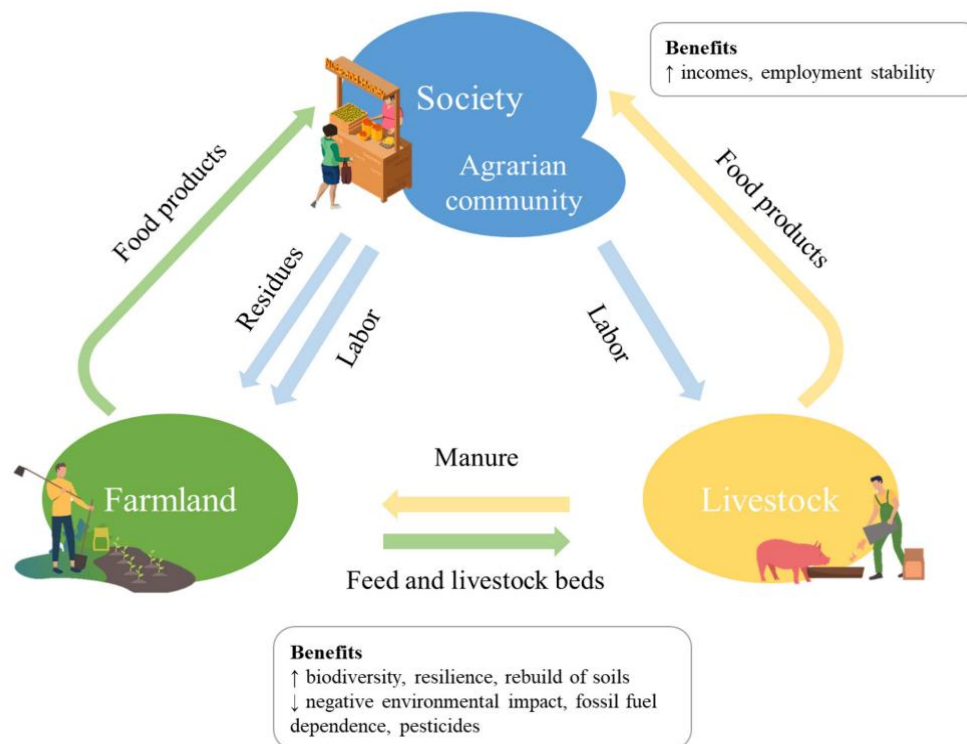 Benefits
↑ incomes, employment stability
Society
Agrarian
community
Food products
Food products
Residues
Labor
Labor
Manure
Farmland
Livestock
Feed and livestock beds
Benefits
↑ biodiversity, resilience, rebuild of soils
↓ negative environmental impact, fossil fuel
dependence, pesticides